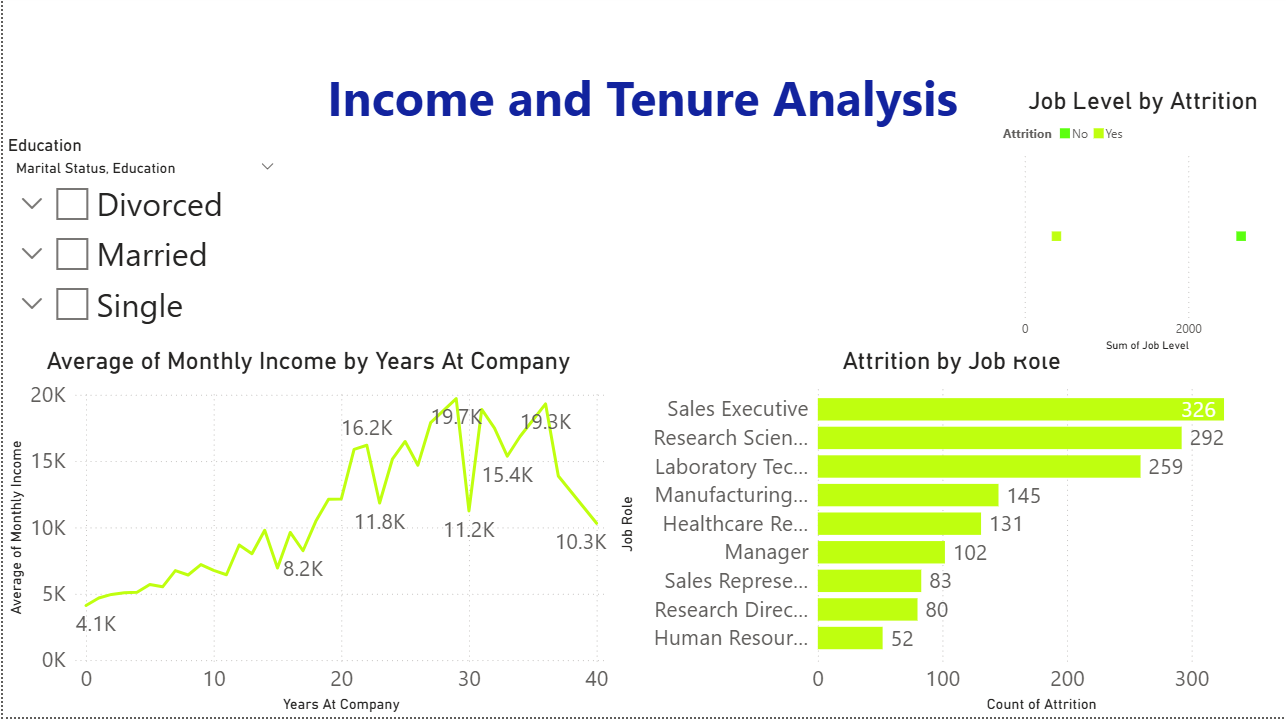 Income and Tenure Analysis
Job Level by Attrition
Attrition No Yes
0 2000
Sum of Job Level
Education
Marital Status, Education
Divorced
Married
Single
Average of Monthly Income by Years At Company
Average of Monthly Income
20K
15K
10K
5K
0K
4.1K
8.2K
16.2K
11.8K
19.7K
11.2K
15.4K
19.3K
10.3K
0 10 20 30 40
Years At Company
Attrition by Job Role
Job Role
Sales Executive 326
Research Scien... 292
Laboratory Tec... 259
Manufacturing... 145
Healthcare Re... 131
Manager 102
Sales Represe... 83
Research Direc... 80
Human Resour... 52
0 100 200 300
Count of Attrition